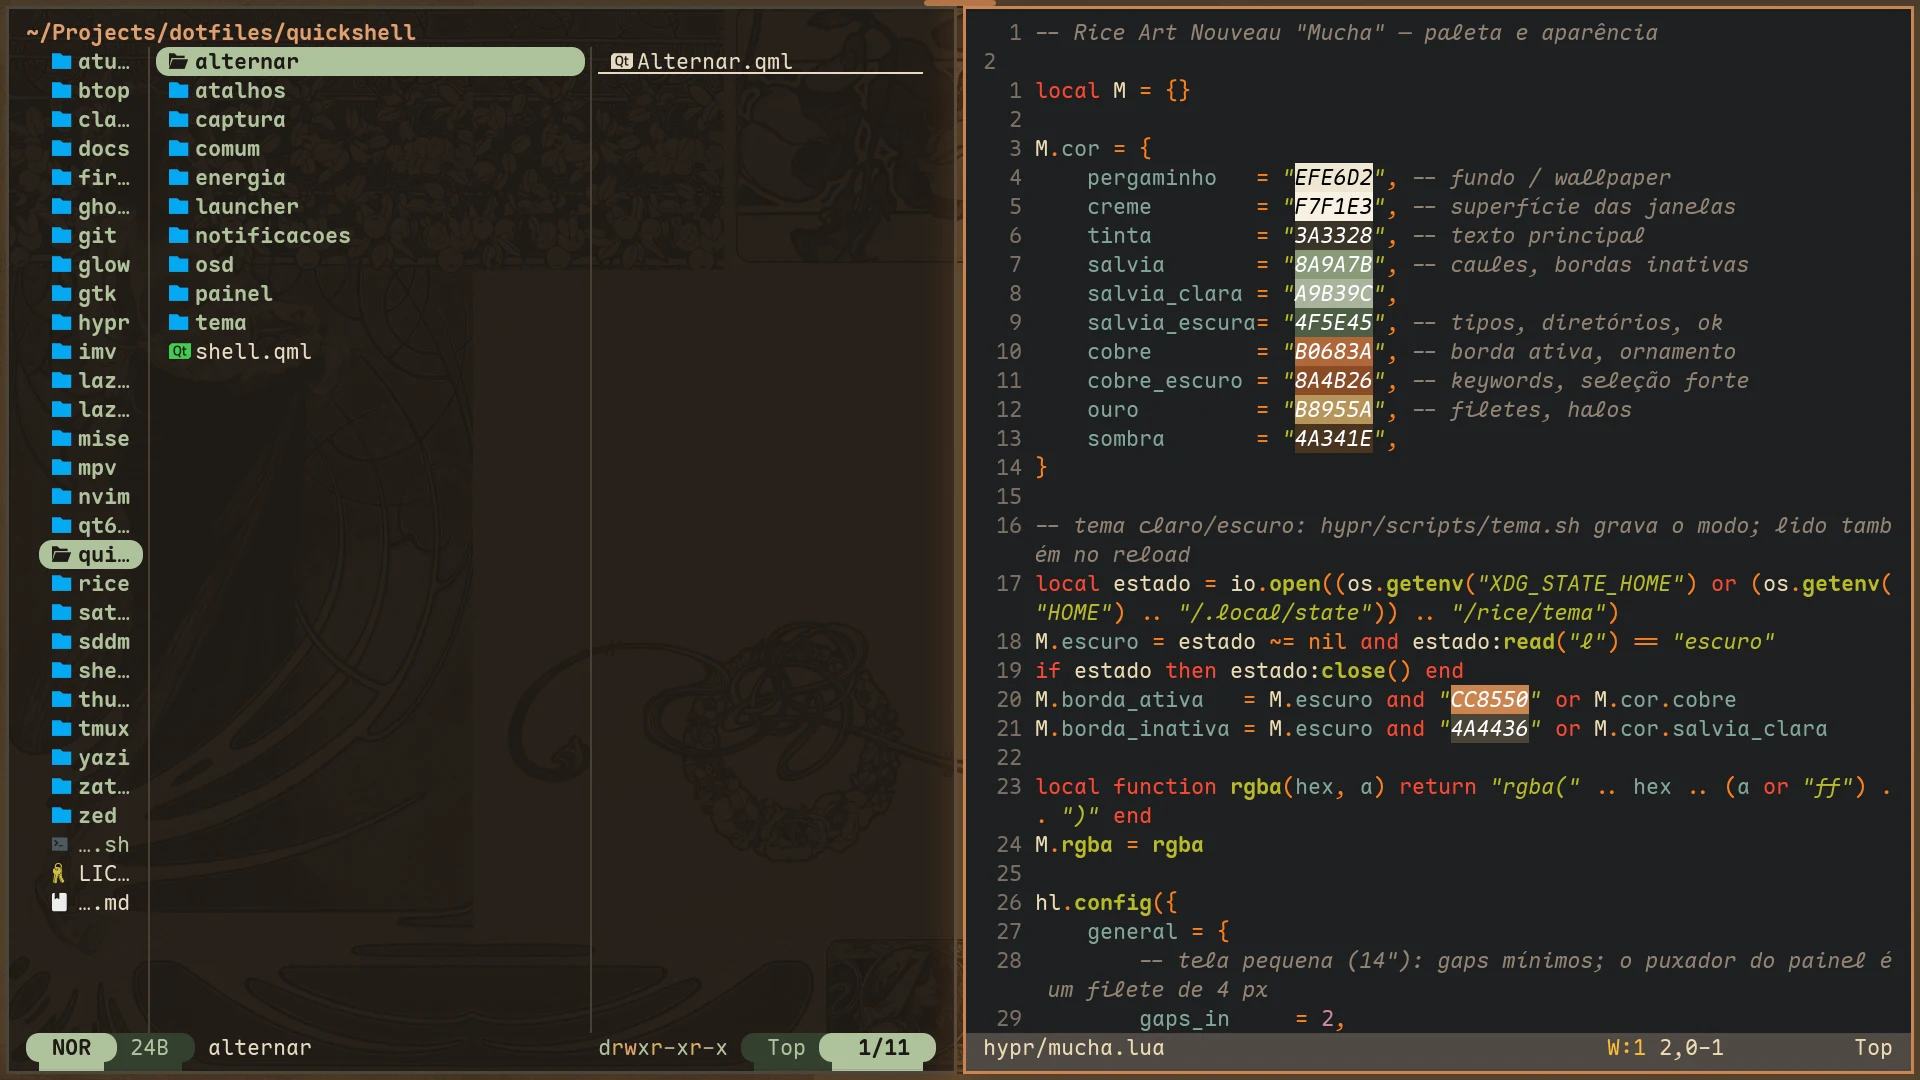 ~/Projects/dotfiles/quickshell
atu…
btop
cla…
docs
fir…
gho…
git
glow
gtk
hypr
imv
laz…
laz…
mise
mpv
nvim
qt6…
qui…
rice
sat…
sddm
she…
thu…
tmux
yazi
zat…
zed
….sh
LIC…
….md
alternar
atalhos
captura
comum
energia
launcher
notificacoes
osd
painel
tema
Qt shell.qml
Qt Alternar.qml
NOR 24B alternar drwxr-xr-x Top 1/11
1 -- Rice Art Nouveau "Mucha" — paleta e aparência
2
1 local M = {}
2
3 M.cor = {
4 pergaminho = "EFE6D2", -- fundo / wallpaper
5 creme = "F7F1E3", -- superfície das janelas
6 tinta = "3A3328", -- texto principal
7 salvia = "8A9A7B", -- caules, bordas inativas
8 salvia_clara = "A9B39C",
9 salvia_escura= "4F5E45", -- tipos, diretórios, ok
10 cobre = "B0683A", -- borda ativa, ornamento
11 cobre_escuro = "8A4B26", -- keywords, seleção forte
12 ouro = "B8955A", -- filetes, halos
13 sombra = "4A341E",
14 }
15
16 -- tema claro/escuro: hypr/scripts/tema.sh grava o modo; lido tamb
ém no reload
17 local estado = io.open((os.getenv("XDG_STATE_HOME") or (os.getenv(
"HOME") .. "/.local/state")) .. "/rice/tema")
18 M.escuro = estado ~= nil and estado:read("l") == "escuro"
19 if estado then estado:close() end
20 M.borda_ativa = M.escuro and "CC8550" or M.cor.cobre
21 M.borda_inativa = M.escuro and "4A4436" or M.cor.salvia_clara
22
23 local function rgba(hex, a) return "rgba(" .. hex .. (a or "ff") .
. ")" end
24 M.rgba = rgba
25
26 hl.config({
27 general = {
28 -- tela pequena (14"): gaps mínimos; o puxador do painel é
um filete de 4 px
29 gaps_in = 2,
hypr/mucha.lua W:1 2,0-1 Top